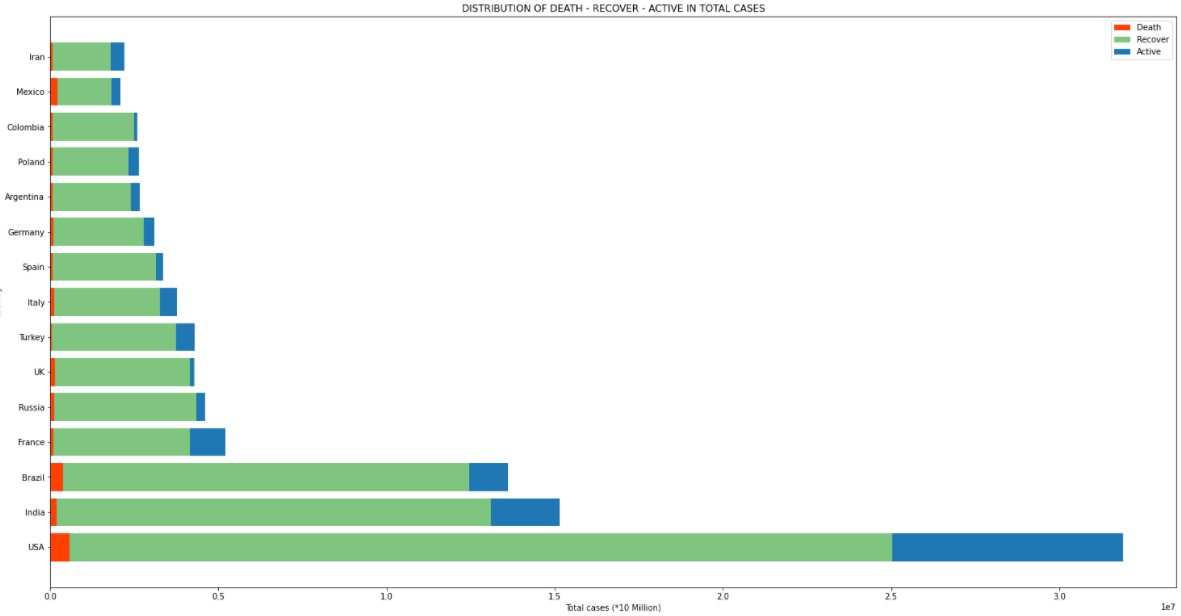 DISTRIBUTION OF DEATH - RECOVER - ACTIVE IN TOTAL CASES
Death
Recover
Active
Iran
Mexico
Colombia
Poland
Argentina
Germany
Spain
Italy
Turkey
UK
Russia
France
Brazil
India
USA
0.0 0.5 1.0 1.5 2.0 2.5 3.0
Total cases (*10 Million)
1e7